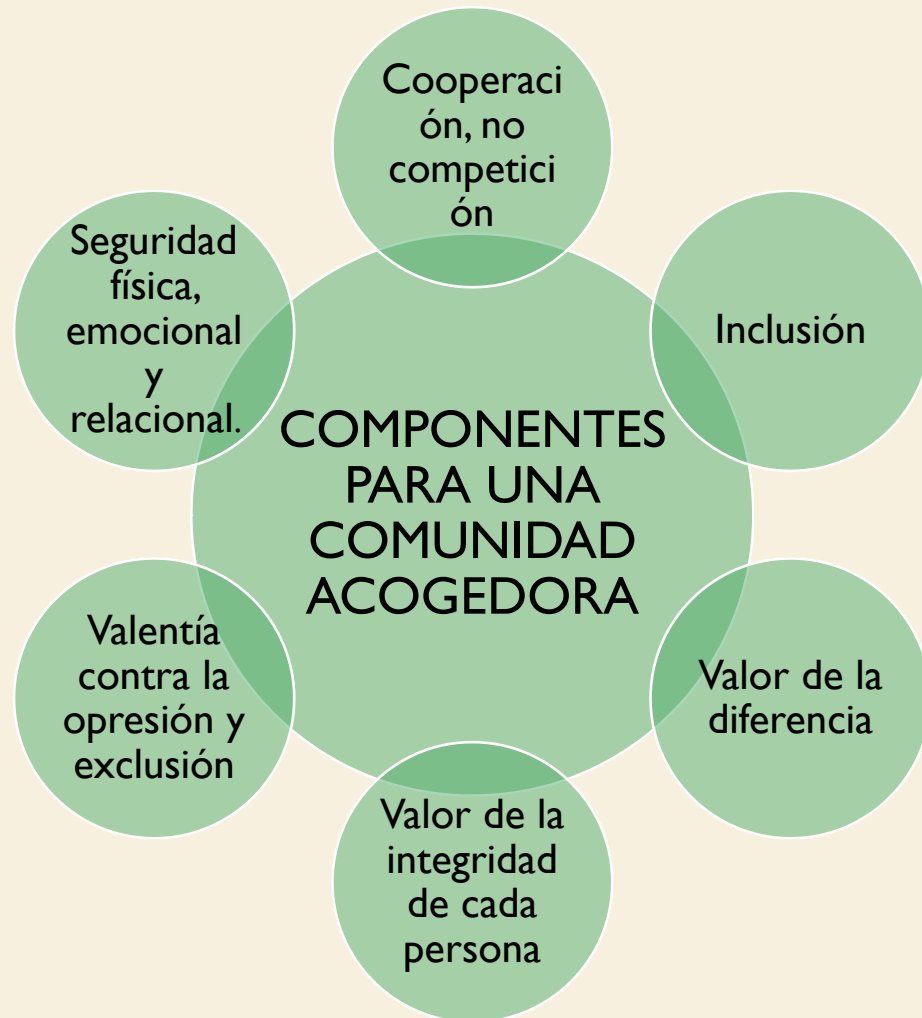 Cooperaci
ón, no
competici
ón
Inclusión
Valor de la
diferencia
Valor de la
integridad
de cada
persona
Valentía
contra la
opresión y
exclusión
Seguridad
física,
emocional
y
relacional.
COMPONENTES
PARA UNA
COMUNIDAD
ACOGEDORA